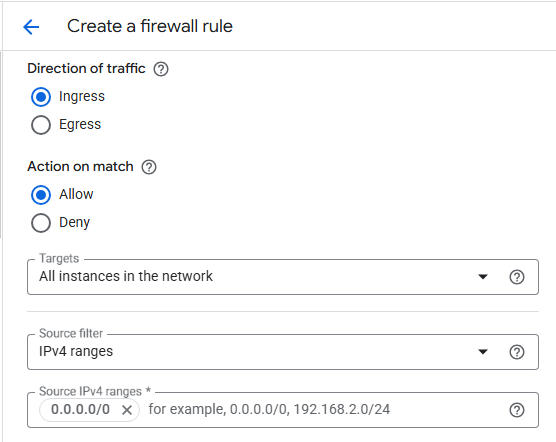 Create a firewall rule
Direction of traffic
Ingress
Egress
Action on match
Allow
Deny
Targets
All instances in the network
Source filter
IPv4 ranges
Source IPv4 ranges *
0.0.0.0/0 for example, 0.0.0.0/0, 192.168.2.0/24